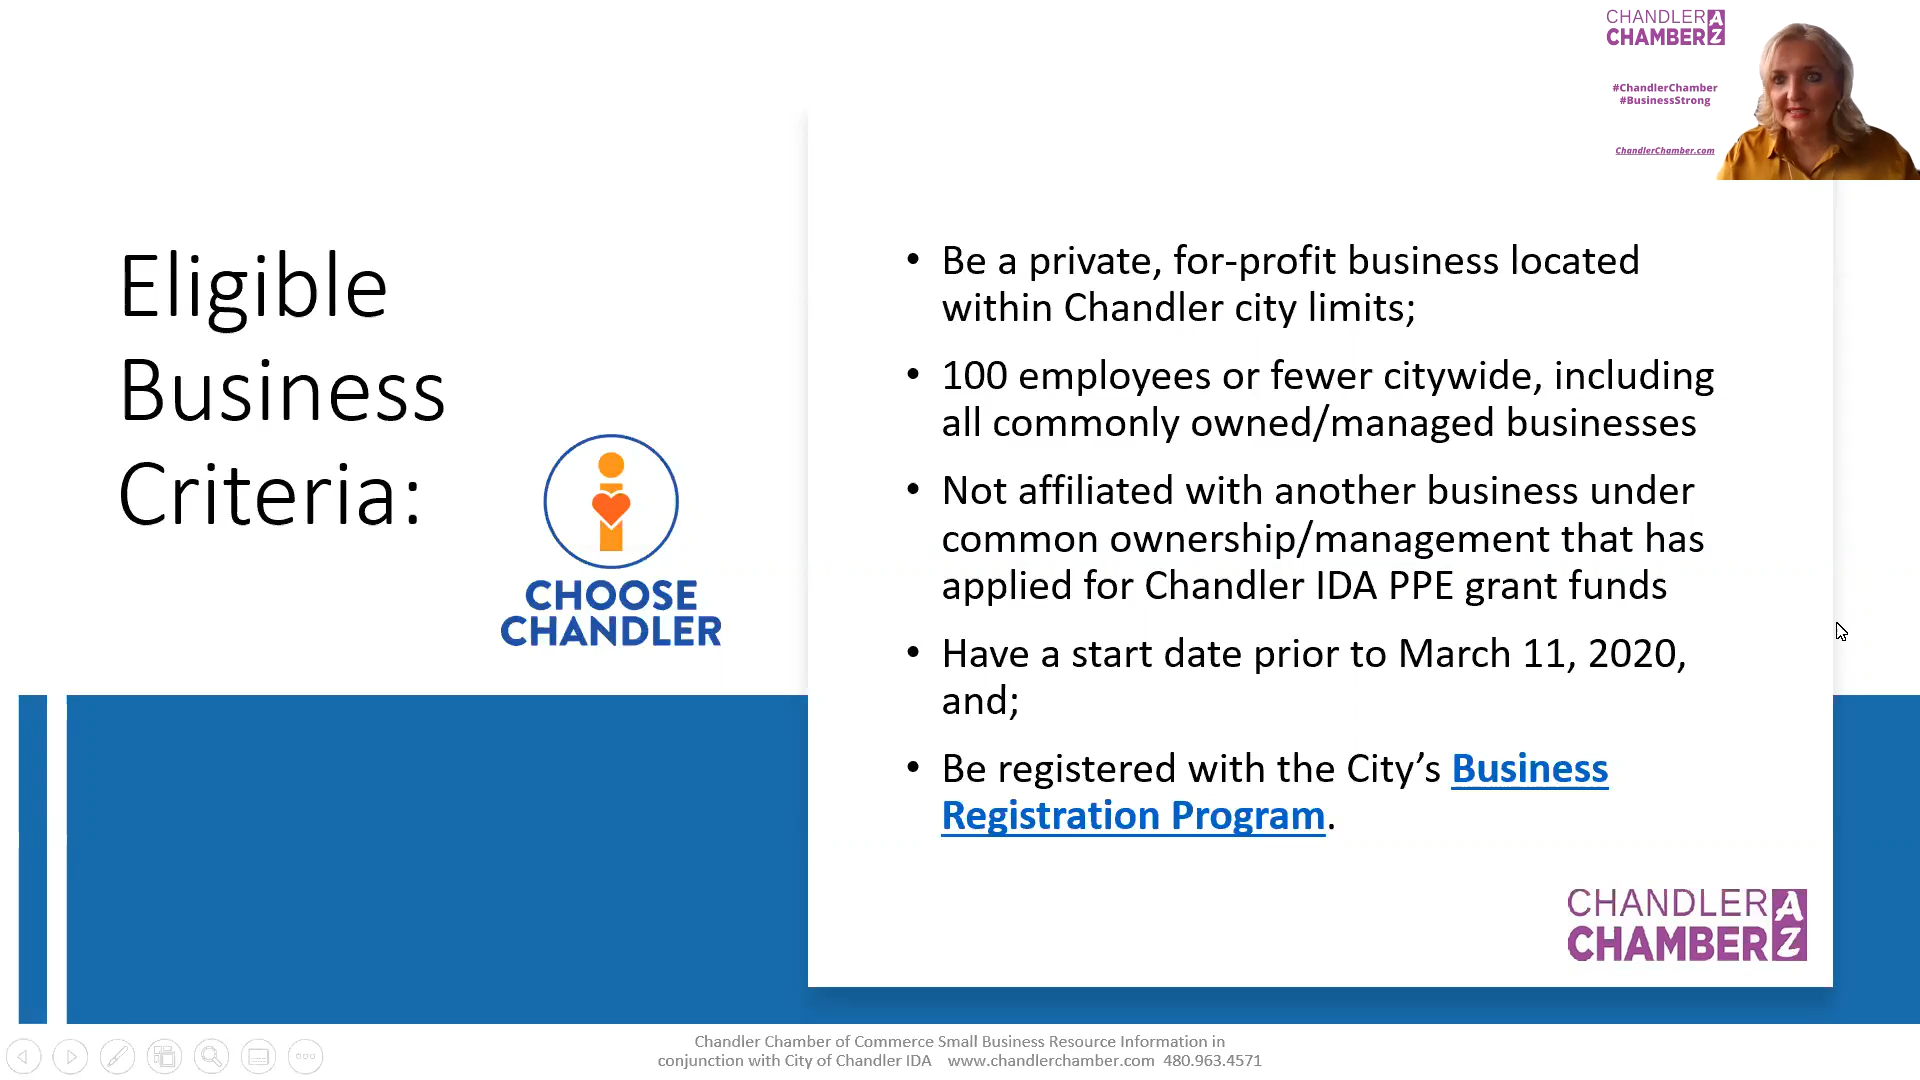 CHANDLER AZ
CHAMBER
#ChandlerChamber
#BusinessStrong
ChandlerChamber.com
Eligible
Business
Criteria:
CHOOSE
CHANDLER
• Be a private, for-profit business located
within Chandler city limits;
• 100 employees or fewer citywide, including
all commonly owned/managed businesses
• Not affiliated with another business under
common ownership/management that has
applied for Chandler IDA PPE grant funds
• Have a start date prior to March 11, 2020,
and;
• Be registered with the City’s Business
Registration Program.
CHANDLER AZ
CHAMBER
Chandler Chamber of Commerce Small Business Resource Information in
conjunction with City of Chandler IDA www.chandlerchamber.com 480.963.4571